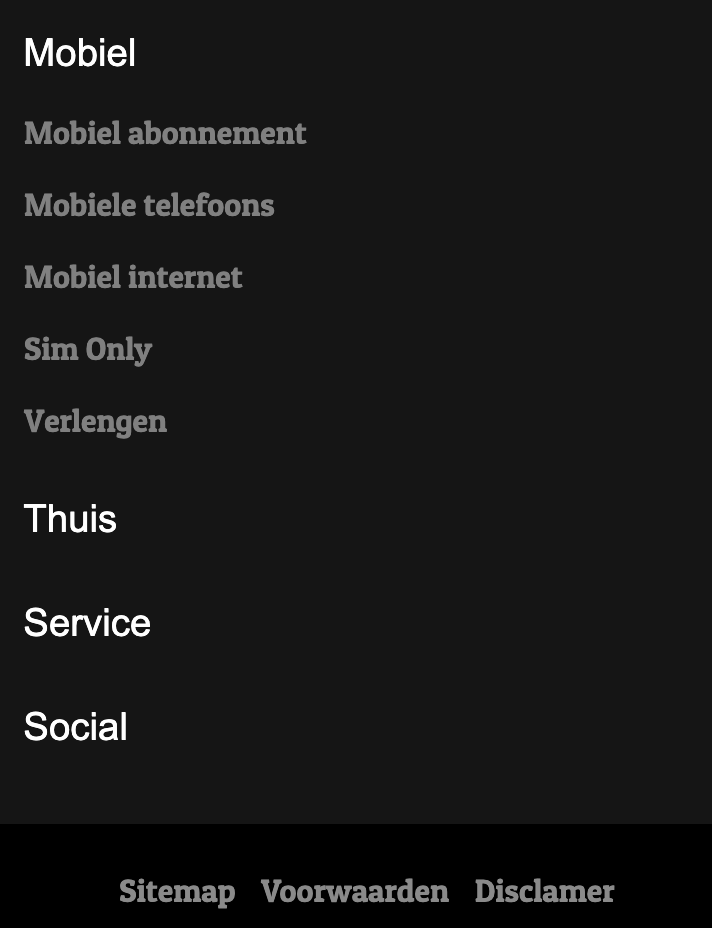 Mobiel
Mobiel abonnement
Mobiele telefoons
Mobiel internet
Sim Only
Verlengen
Thuis
Service
Social
Sitemap Voorwaarden Disclamer